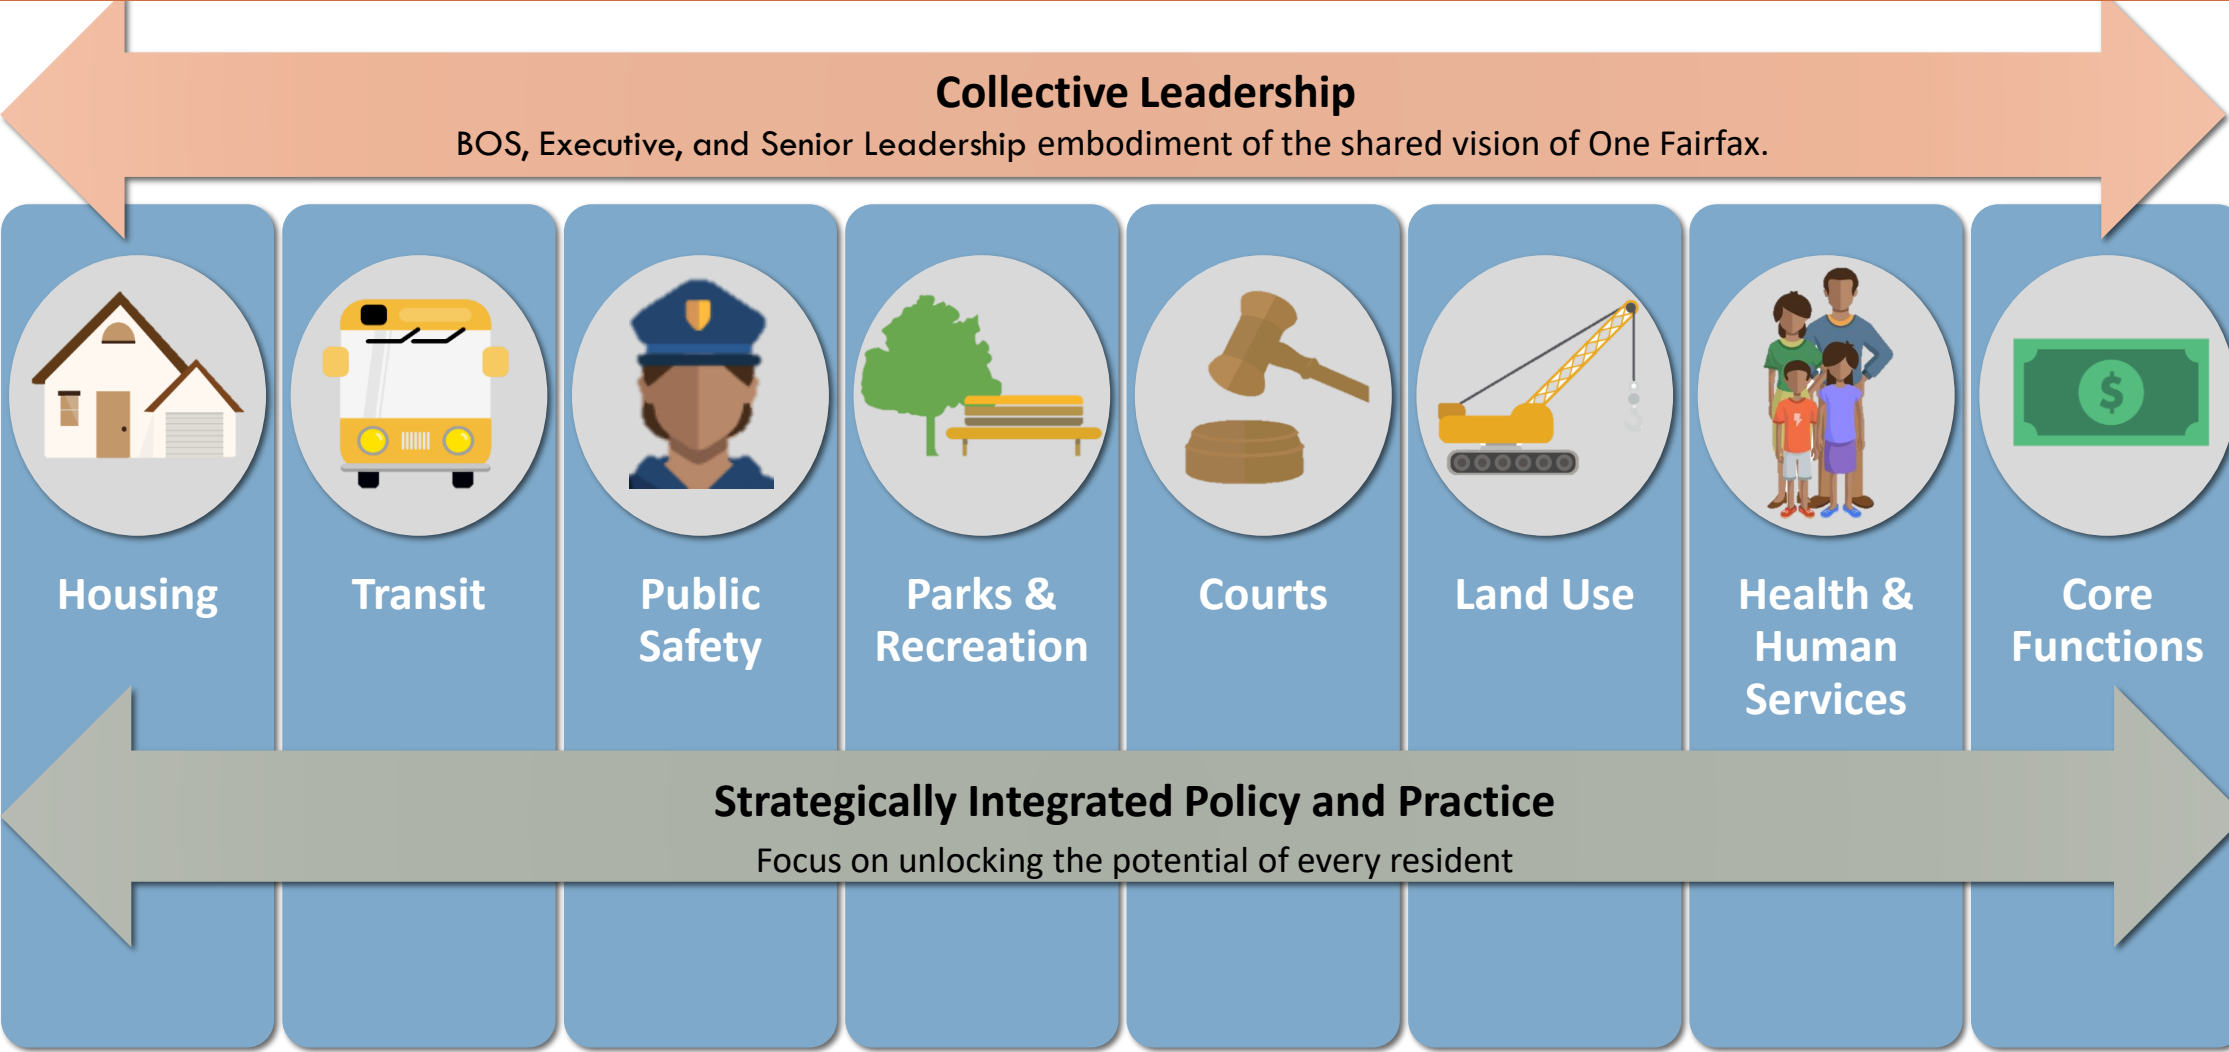 Collective Leadership
BOS, Executive, and Senior Leadership embodiment of the shared vision of One Fairfax.
Housing
Transit
Public
Safety
Parks &
Recreation
Courts
Land Use
Health &
Human
Services
Core
Functions
$
Strategically Integrated Policy and Practice
Focus on unlocking the potential of every resident